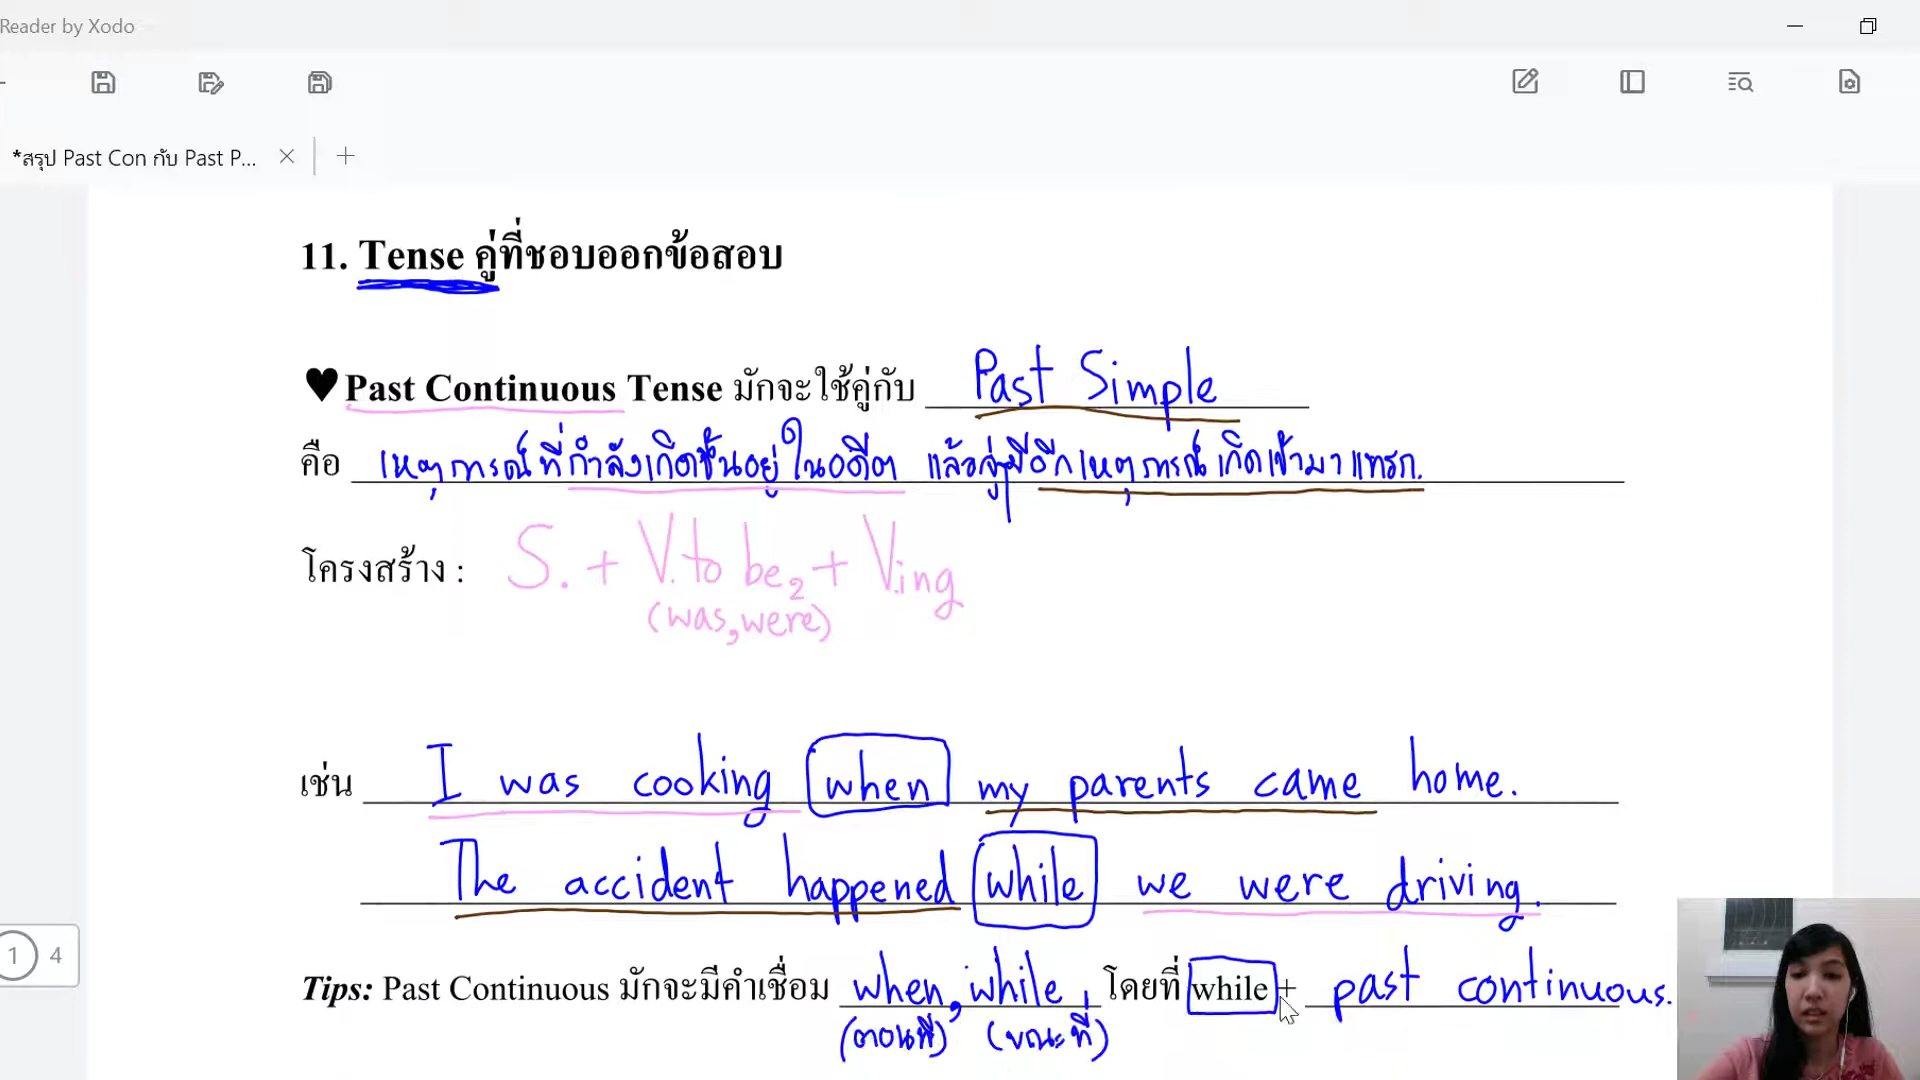 Reader by Xodo
*สรุป Past Con กับ Past P...
11. Tense คู่ที่ชอบออกข้อสอบ
♥Past Continuous Tense มักจะใช้คู่กับ Past Simple
คือ เหตุการณ์ที่กำลังเกิดขึ้นอยู่ในอดีต แล้วจู่ๆมีอีกเหตุการณ์เกิดเข้ามาแทรก.
โครงสร้าง : S. + V.to be2 + V.ing
(was,were)
เช่น I was cooking when my parents came home.
The accident happened while we were driving.
Tips: Past Continuous มักจะมีคำเชื่อม when, while, โดยที่ while + past continuous.
(ตอนที่) (ขณะที่)
1 4